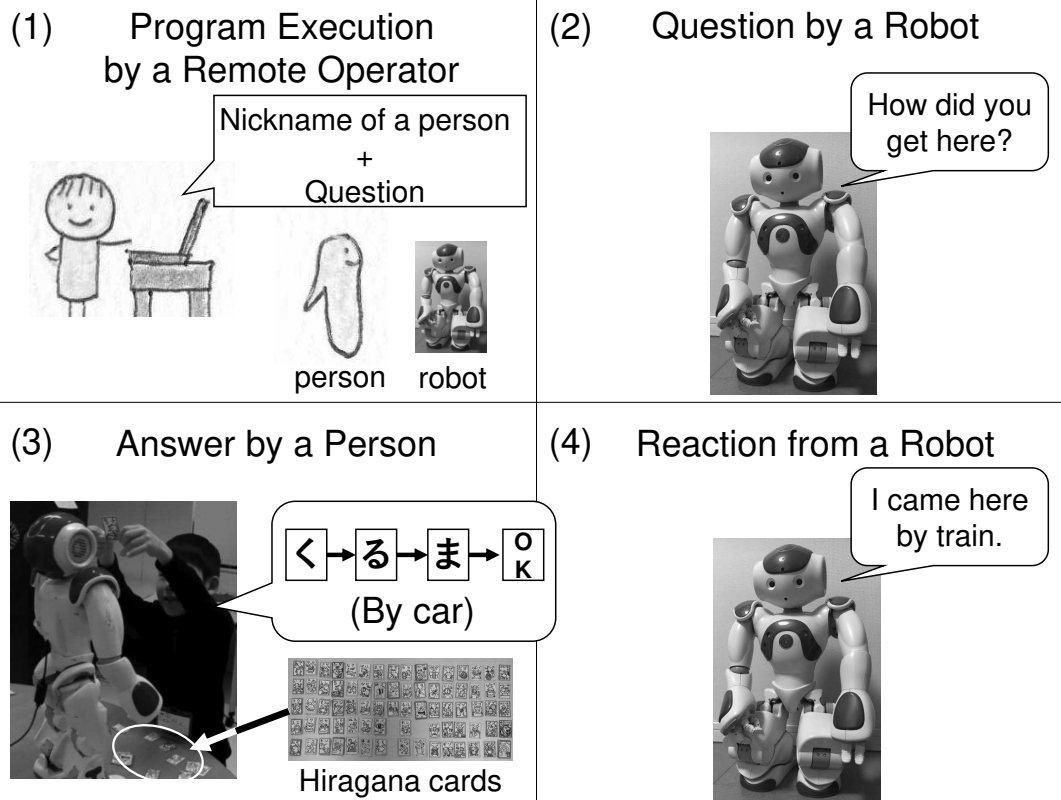 (1) Program Execution
by a Remote Operator
Nickname of a person
+
Question
person
robot
(2) Question by a Robot
How did you
get here?
(3) Answer by a Person
く る ま O
K
(By car)
Hiragana cards
(4) Reaction from a Robot
I came here
by train.